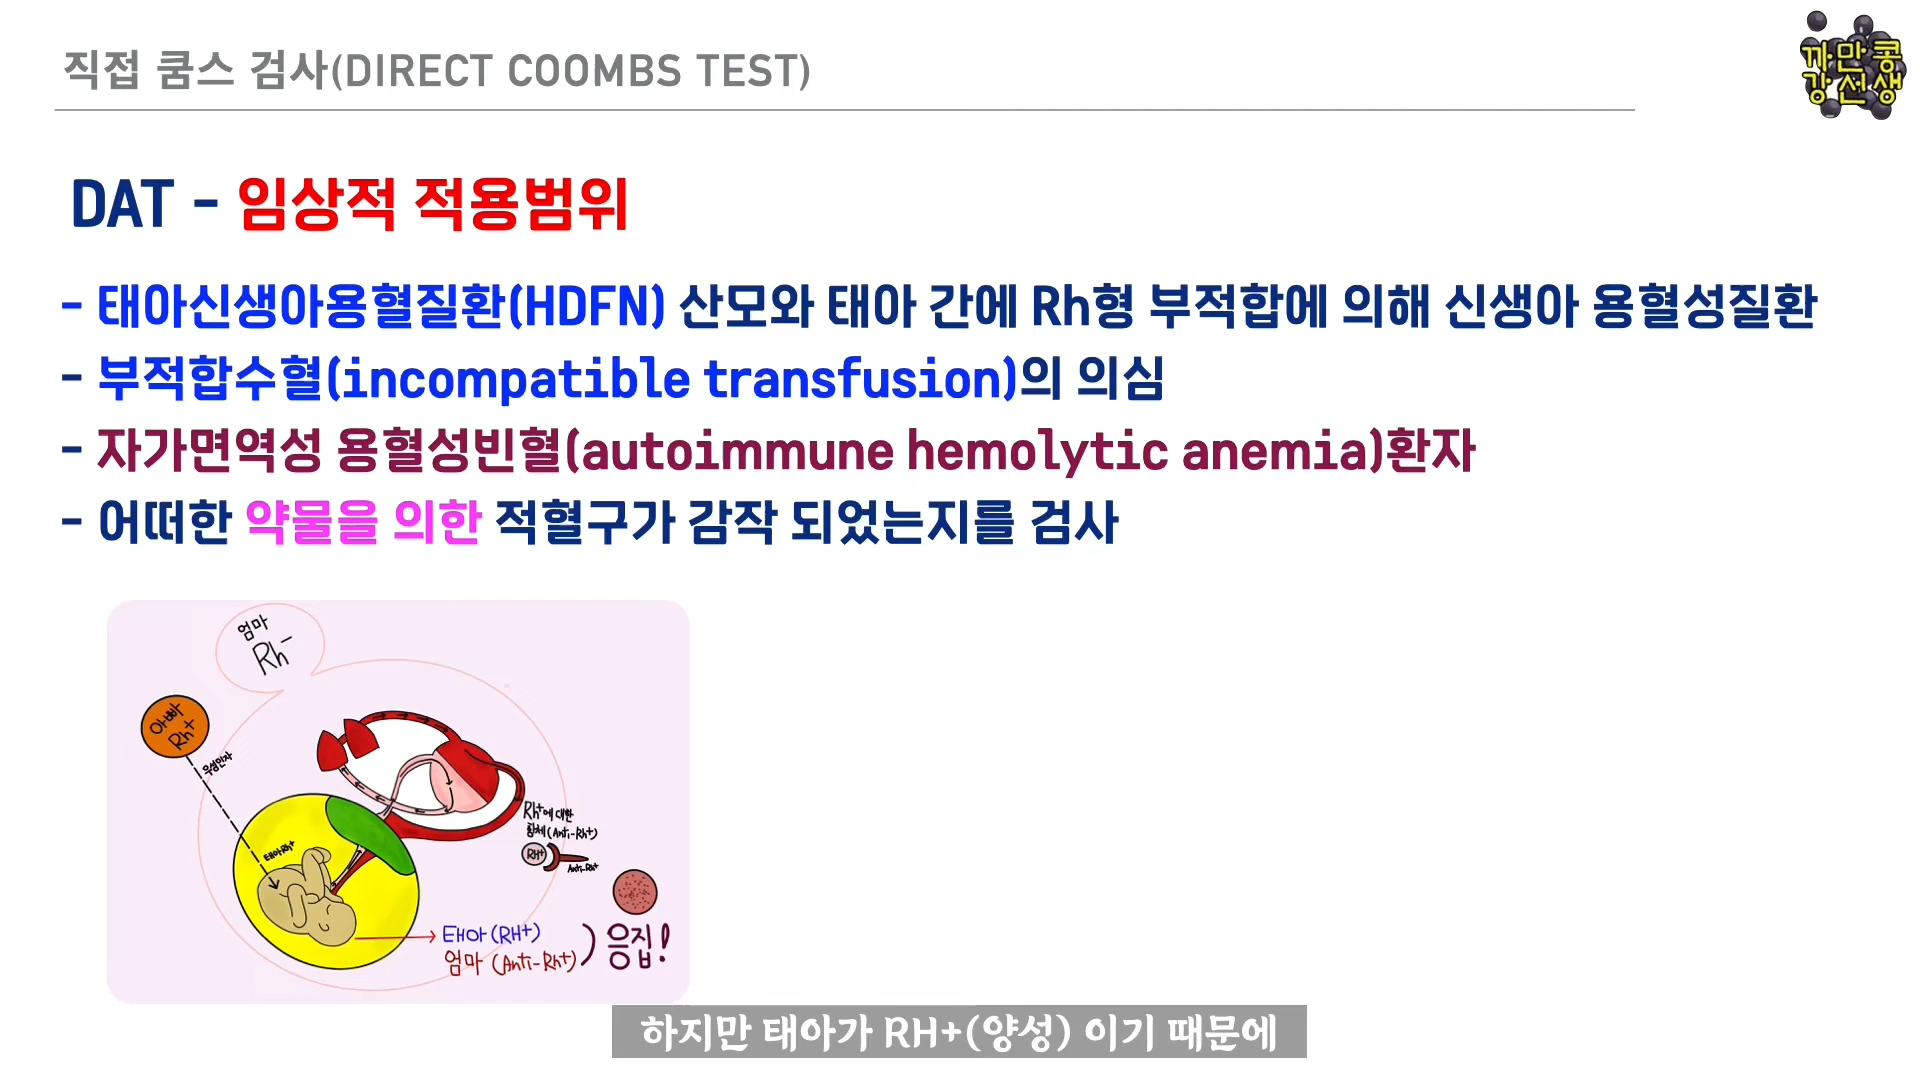 직접 쿰스 검사(DIRECT COOMBS TEST)
까만콩
강선생
DAT - 임상적 적용범위
- 태아신생아용혈질환(HDFN) 산모와 태아 간에 Rh형 부적합에 의해 신생아 용혈성질환
- 부적합수혈(incompatible transfusion)의 의심
- 자가면역성 용혈성빈혈(autoimmune hemolytic anemia)환자
- 어떠한 약물을 의한 적혈구가 감작 되었는지를 검사
엄마
Rh-
아빠
Rh+
우성인자
태아Rh+
Rh+에 대한
항체(Anti-Rh+)
RH+
Anti-Rh+
태아(RH+)
엄마 (Anti-Rh+)
응집!
하지만 태아가 RH+(양성) 이기 때문에